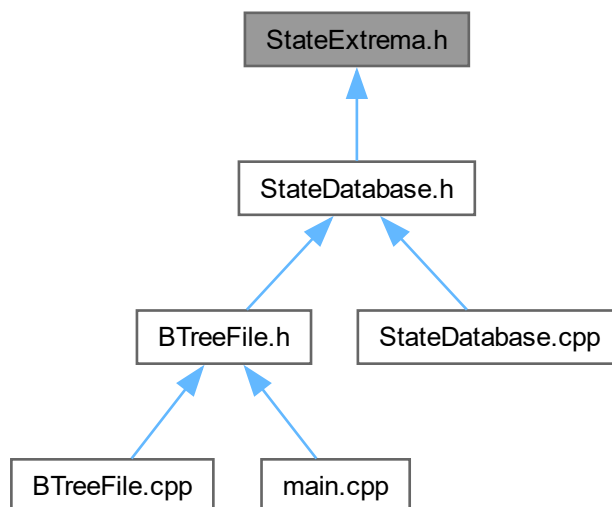 StateExtrema.h
StateDatabase.h
BTreeFile.h
StateDatabase.cpp
BTreeFile.cpp
main.cpp